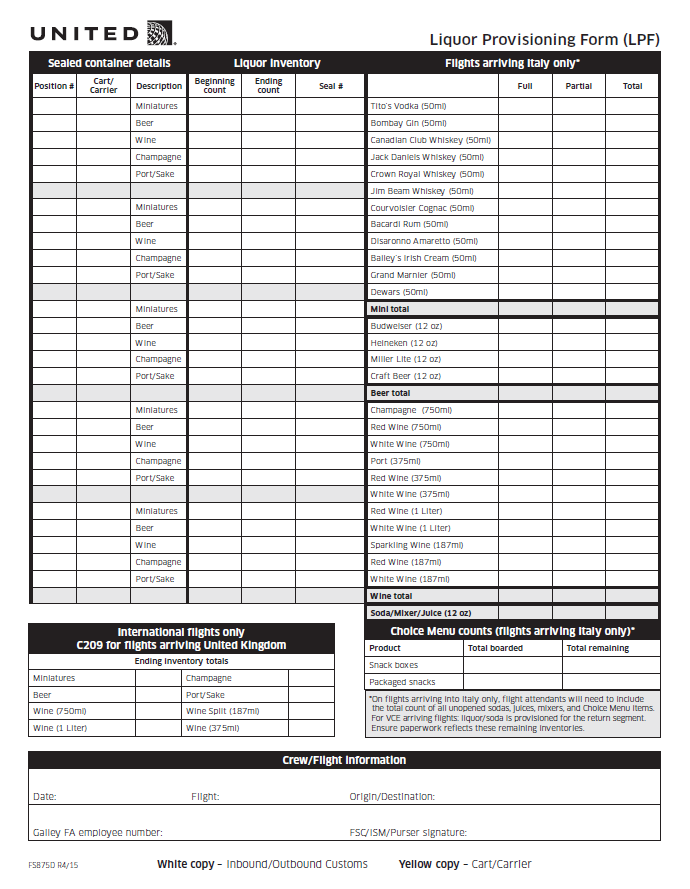 UNITED
Liquor Provisioning Form (LPF)
Sealed container details Liquor Inventory Flights arriving Italy only*
Position # Cart/Carrier Description Beginning count Ending count Seal # Full Partial Total
Miniatures Tito's Vodka (50ml)
Beer Bombay Gin (50ml)
Wine Canadian Club Whiskey (50ml)
Champagne Jack Daniels Whiskey (50ml)
Port/Sake Crown Royal Whiskey (50ml)
Jim Beam Whiskey (50ml)
Miniatures Courvoisier Cognac (50ml)
Beer Bacardi Rum (50ml)
Wine Disaronno Amaretto (50ml)
Champagne Bailey's Irish Cream (50ml)
Port/Sake Grand Marnier (50ml)
Dewars (50ml)
Miniatures Mini total
Beer Budweiser (12 oz)
Wine Heineken (12 oz)
Champagne Miller Lite (12 oz)
Port/Sake Craft Beer (12 oz)
Beer total
Miniatures Champagne (750ml)
Beer Red Wine (750ml)
Wine White Wine (750ml)
Champagne Port (375ml)
Port/Sake Red Wine (375ml)
White Wine (375ml)
Miniatures Red Wine (1 Liter)
Beer White Wine (1 Liter)
Wine Sparkling Wine (187ml)
Champagne Red Wine (187ml)
Port/Sake White Wine (187ml)
Wine total
Soda/Mixer/Juice (12 oz)
International flights only
C209 for flights arriving United Kingdom
Ending inventory totals
Miniatures Champagne
Beer Port/Sake
Wine (750ml) Wine Split (187ml)
Wine (1 Liter) Wine (375ml)
Choice Menu counts (flights arriving Italy only)*
Product Total boarded Total remaining
Snack boxes
Packaged snacks
*On flights arriving into Italy only, flight attendants will need to include
the total count of all unopened sodas, juices, mixers, and Choice Menu items.
For VCE arriving flights: liquor/soda is provisioned for the return segment.
Ensure paperwork reflects these remaining inventories.
Crew/Flight Information
Date: Flight: Origin/Destination:
Galley FA employee number: FSC/ISM/Purser signature:
FSB75D R4/15 White copy – Inbound/Outbound Customs Yellow copy – Cart/Carrier